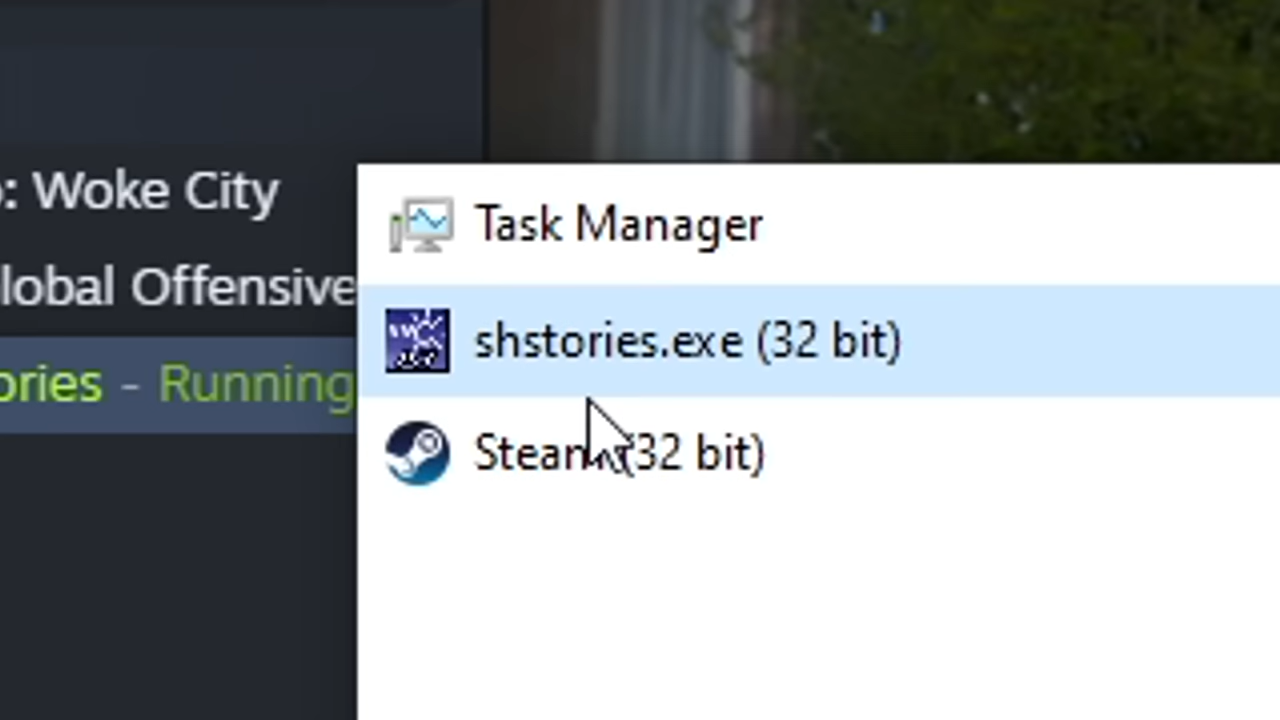 : Woke City
Task Manager
lobal Offensive
shstories.exe (32 bit)
ories - Running
Steam (32 bit)